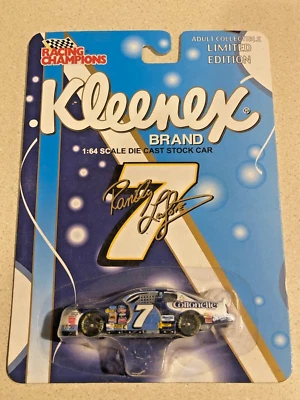 RACING
CHAMPIONS
ADULT COLLECTIBLE
LIMITED
EDITION
Kleenex®
BRAND
1:64 SCALE DIE CAST STOCK CAR
7
Cottonelle
7